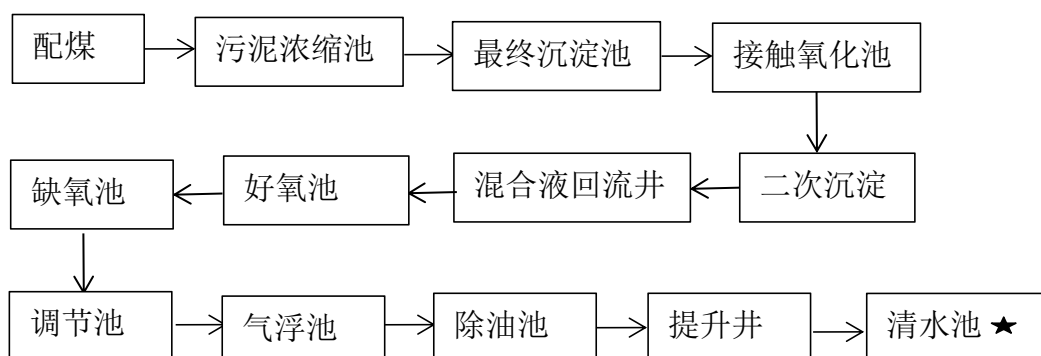 配煤 污泥浓缩池 最终沉淀池 接触氧化池
缺氧池 好氧池 混合液回流井 二次沉淀
调节池 气浮池 除油池 提升井 清水池★